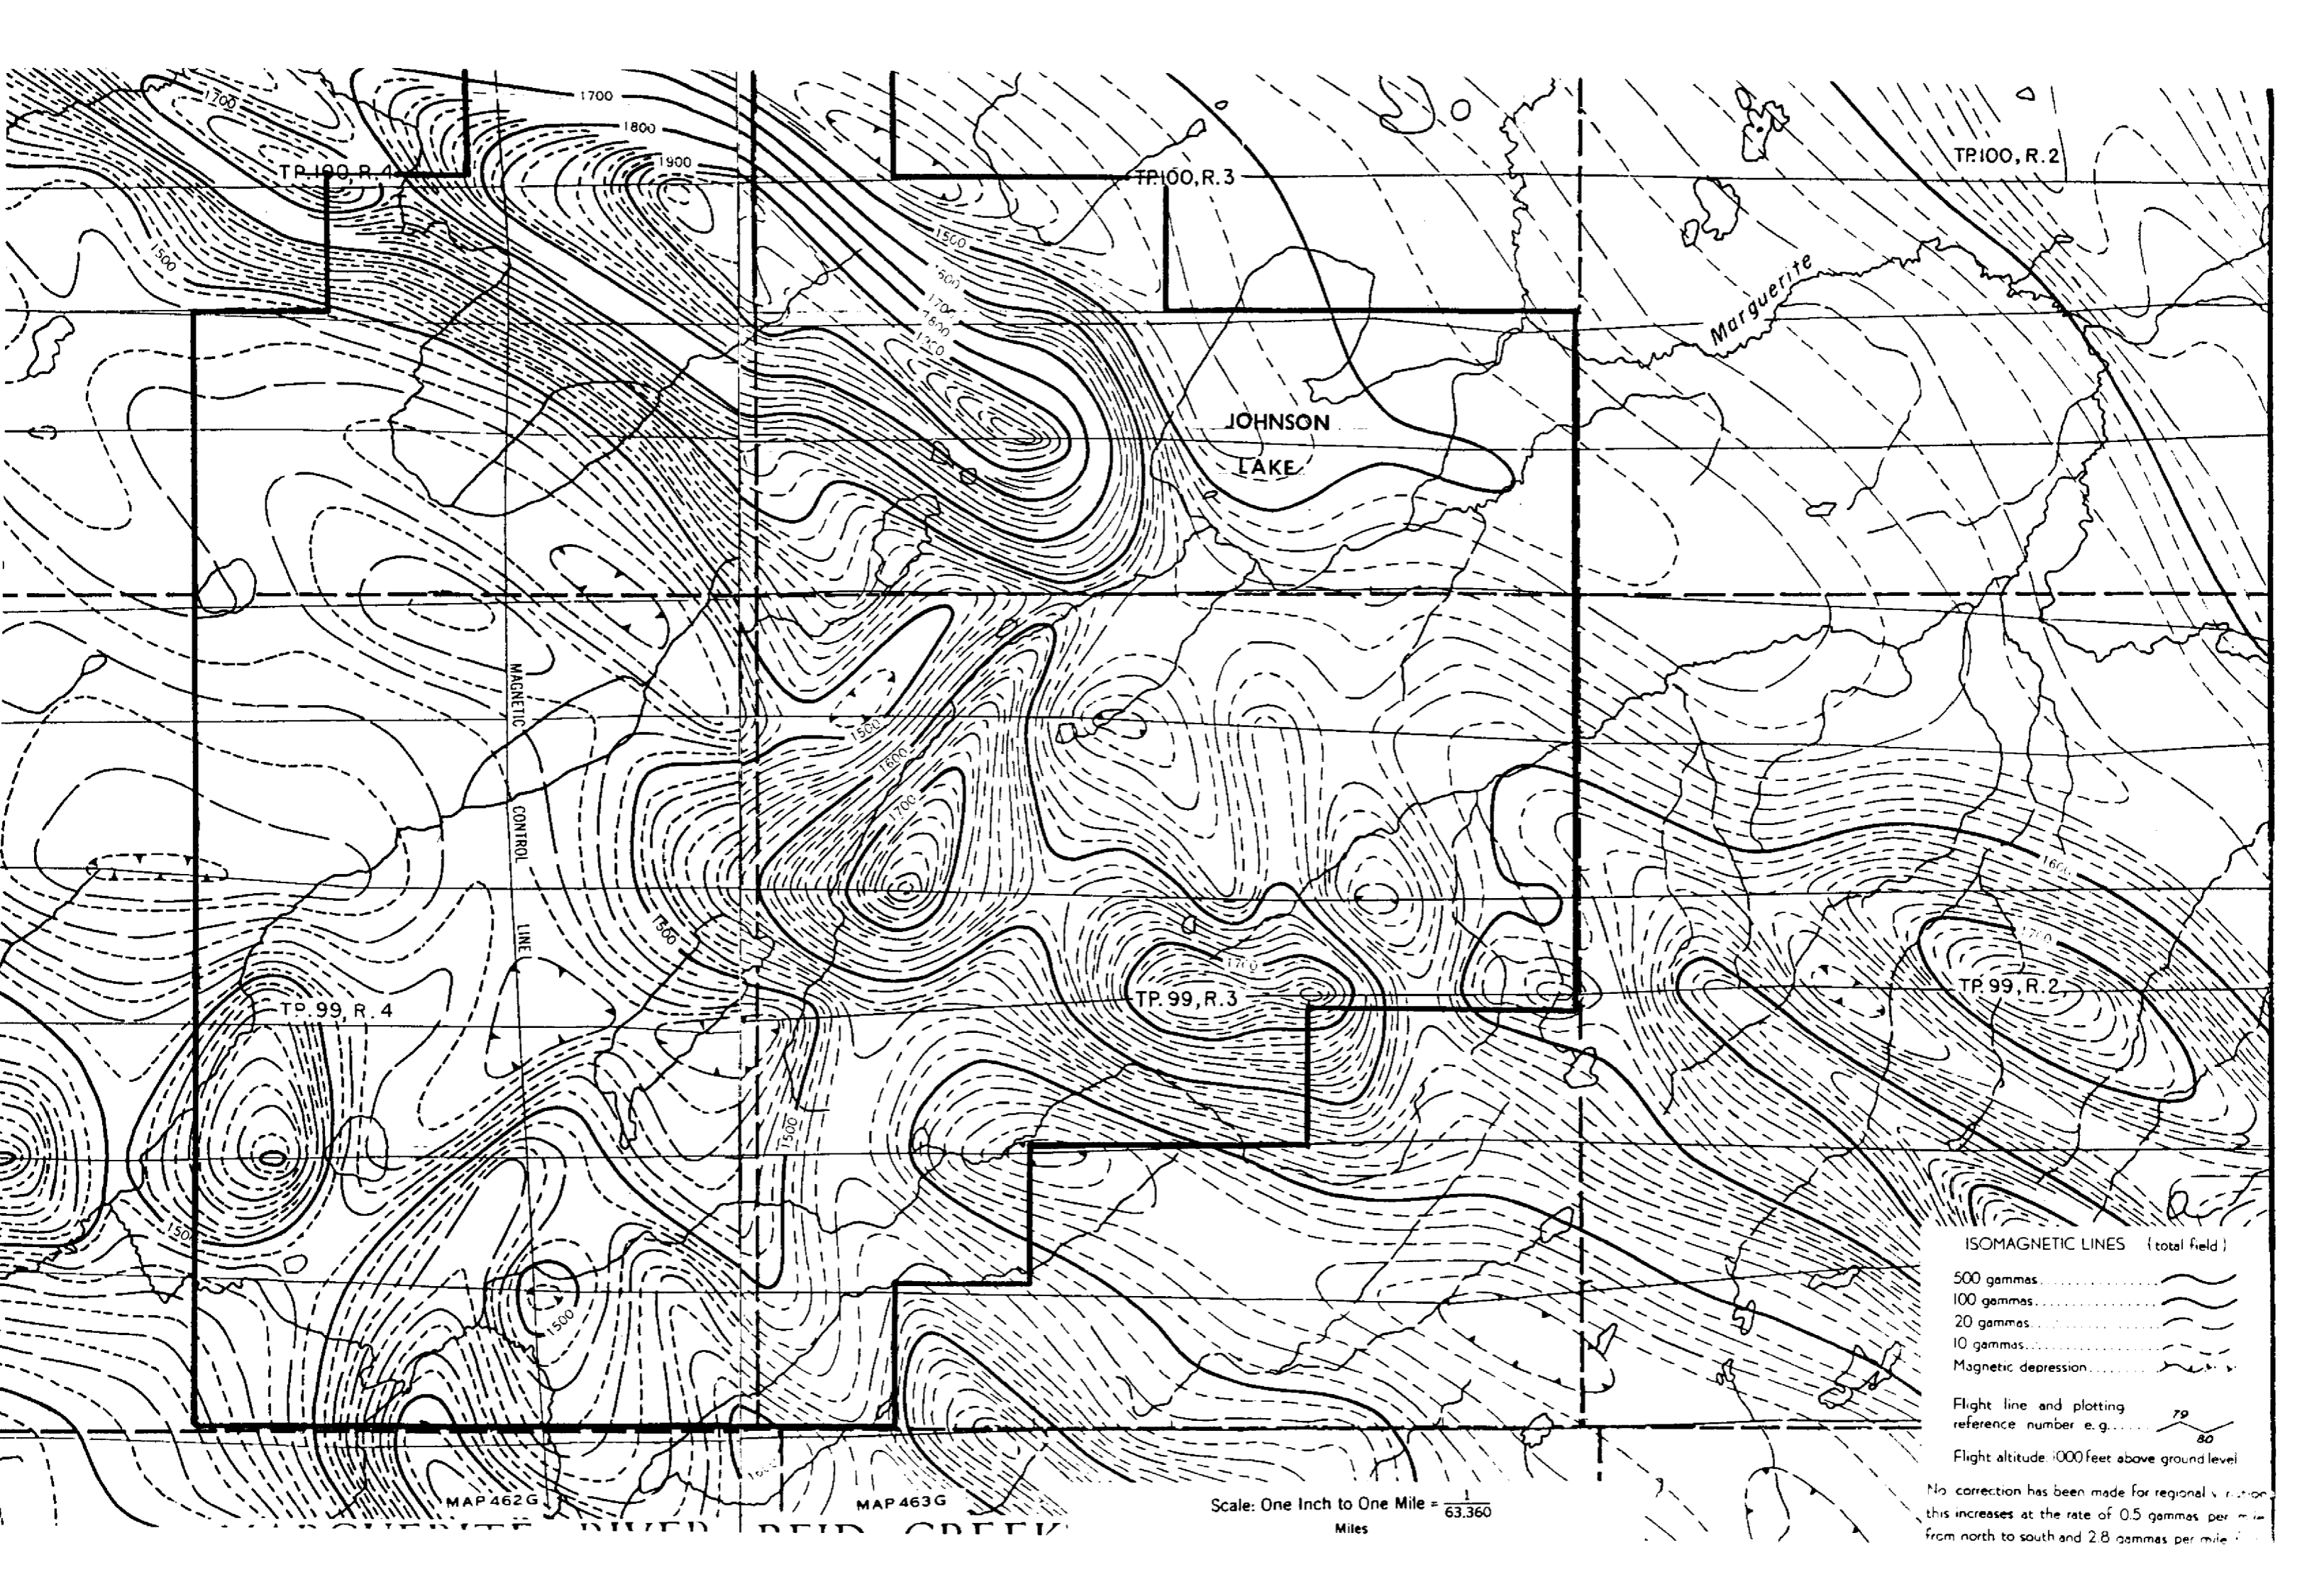 1700
1700
1800
1900
TP.100, R.4
TP.100, R.3
TP.100, R.2
1500
1500
1600
1700
Marguerite
JOHNSON
LAKE
MAGNETIC
CONTROL
LINE
1500
1600
1700
1500
1600
1700
1700
TP. 99, R. 4
TP. 99, R. 3
TP. 99, R. 2
1500
1500
1500
ISOMAGNETIC LINES (total field)
500 gammas
100 gammas
20 gammas
10 gammas
Magnetic depression
Flight line and plotting
reference number e.g.
79
80
Flight altitude 1000 feet above ground level
No correction has been made for regional
this increases at the rate of 0.5 gammas per
from north to south and 2.8 gammas per mile
MAP 462G
MAP 463G
Scale: One Inch to One Mile = 1/63.360
Miles
MARGUERITE RIVER REID CREEK